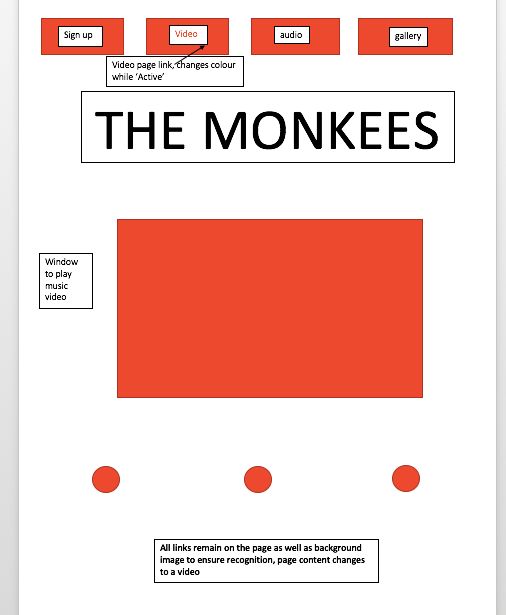 Sign up
Video
audio
gallery
Video page link, changes colour
while ‘Active’
THE MONKEES
Window
to play
music
video
All links remain on the page as well as background
image to ensure recognition, page content changes
to a video